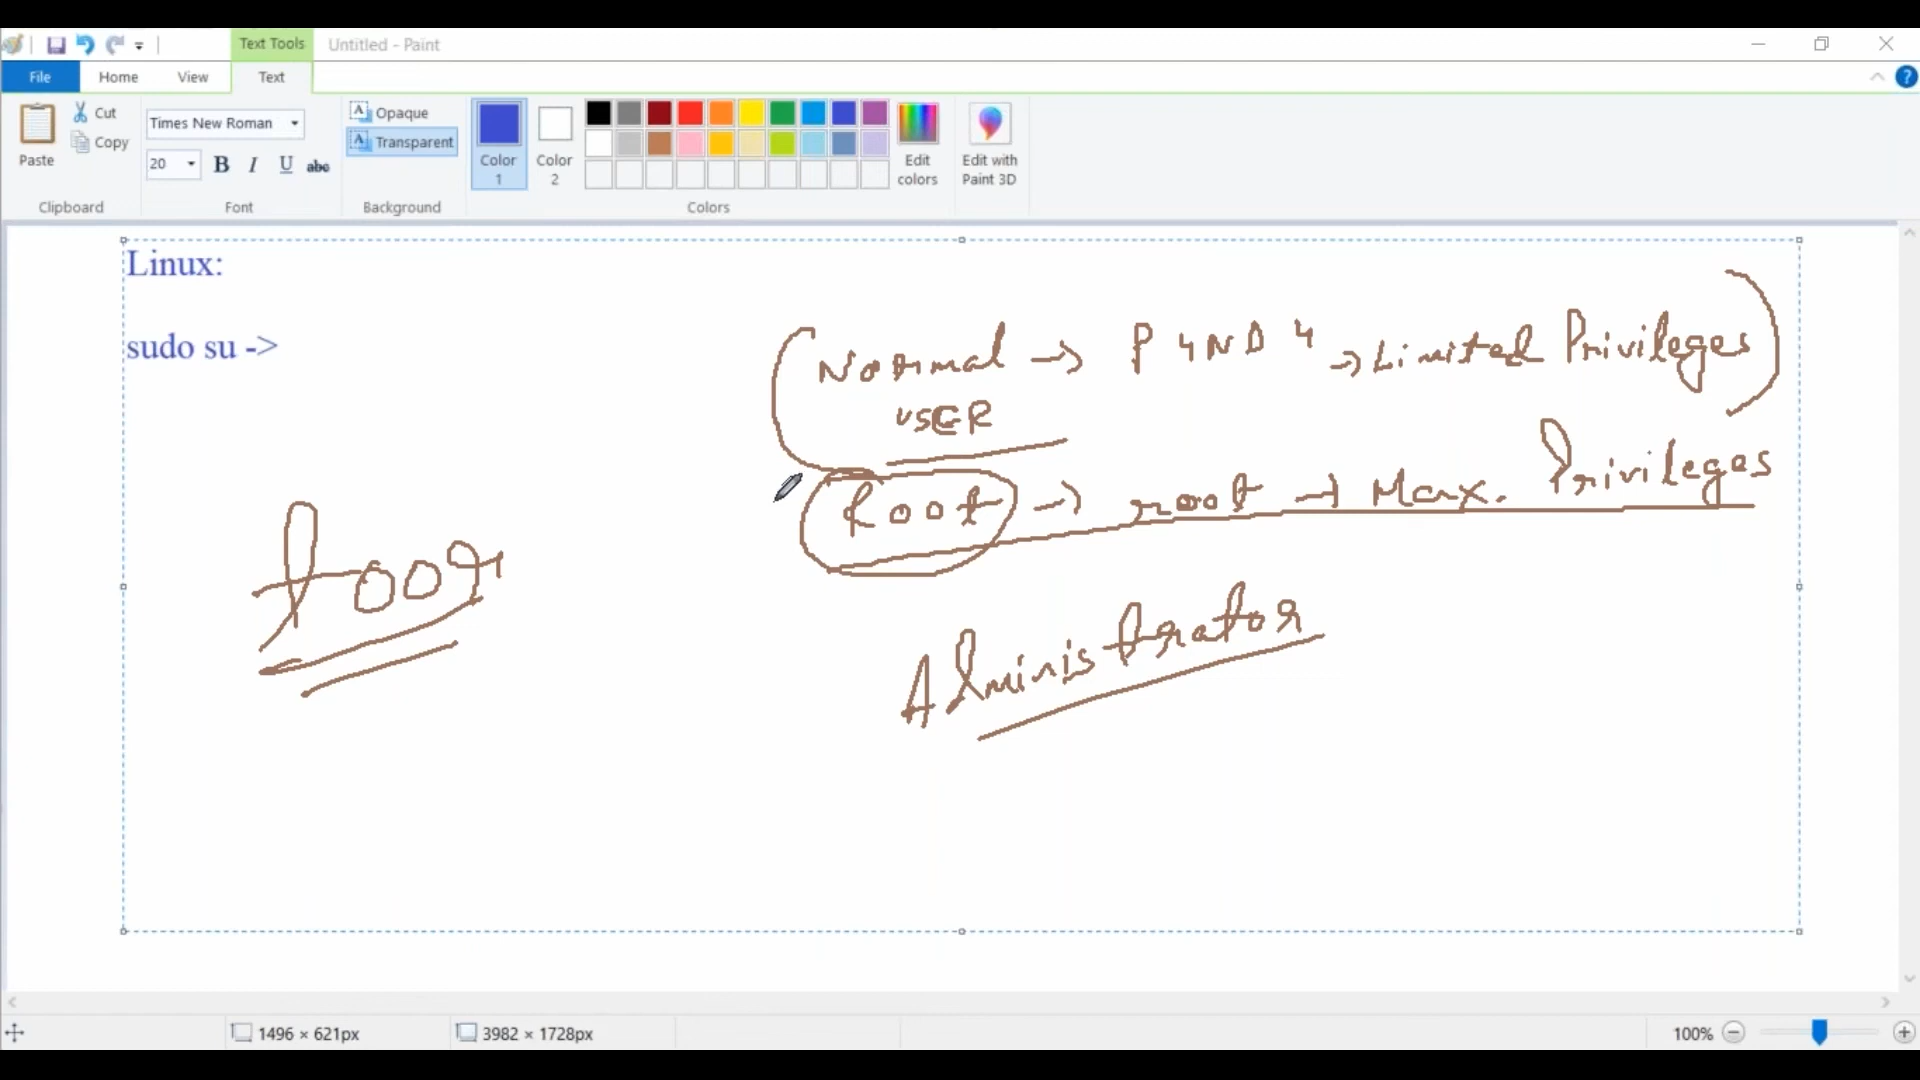 Text Tools Untitled - Paint
File Home View Text
Paste Cut Copy Times New Roman 20 B I U abc Opaque Transparent Color 1 Color 2 Edit colors Edit with Paint 3D
Clipboard Font Background Colors
Linux:
sudo su ->
Normal -> P4ND4 -> Limited Privileges
USER
Root -> root -> Max. Privileges
Administrator
1496 × 621px 3982 × 1728px 100%